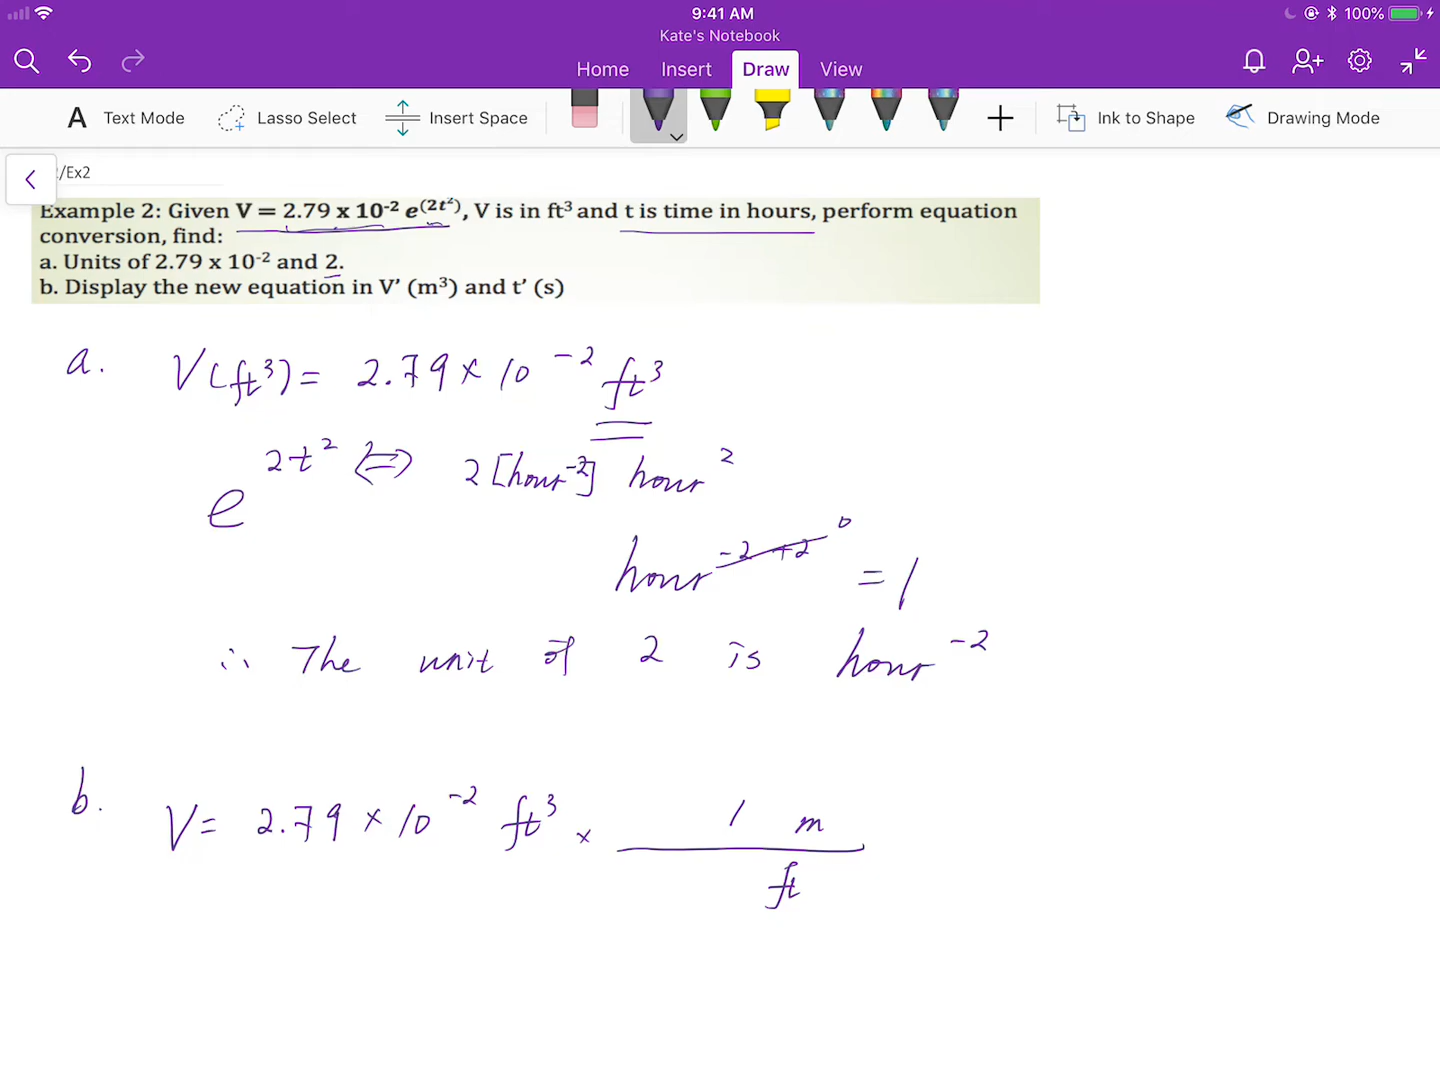 9:41 AM
100%
Kate's Notebook
Home Insert Draw View
A Text Mode Lasso Select Insert Space Ink to Shape Drawing Mode
/Ex2
Example 2: Given V = 2.79 x 10⁻² e^(2t²), V is in ft³ and t is time in hours, perform equation
conversion, find:
a. Units of 2.79 x 10⁻² and 2.
b. Display the new equation in V' (m³) and t' (s)
a. V(ft³) = 2.79 × 10⁻² ft³
e^2t² ⇔ 2 [hour⁻²] hour²
hour^-2+2 0 = 1
∴ The unit of 2 is hour⁻²
b. V = 2.79 × 10⁻² ft³ × 1 m
ft